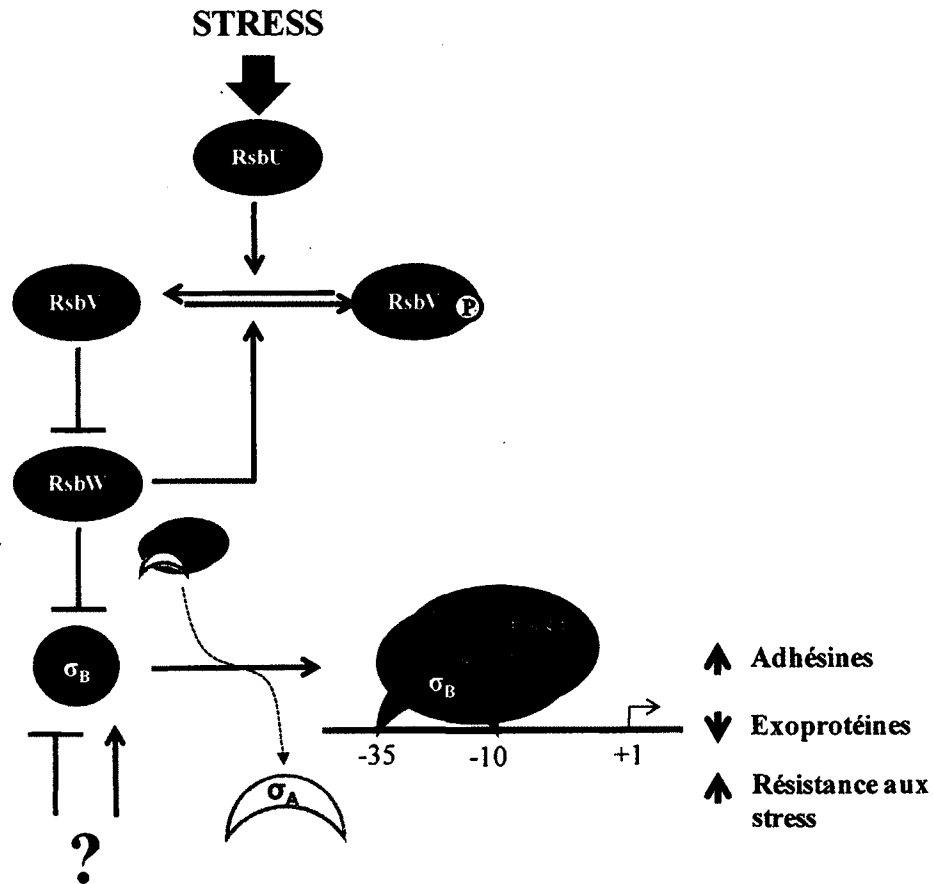 STRESS
RsbU
RsbV
RsbV
P
RsbW
σB
σB
σA
-35
-10
+1
Adhésines
Exoprotéines
Résistance aux
stress
?